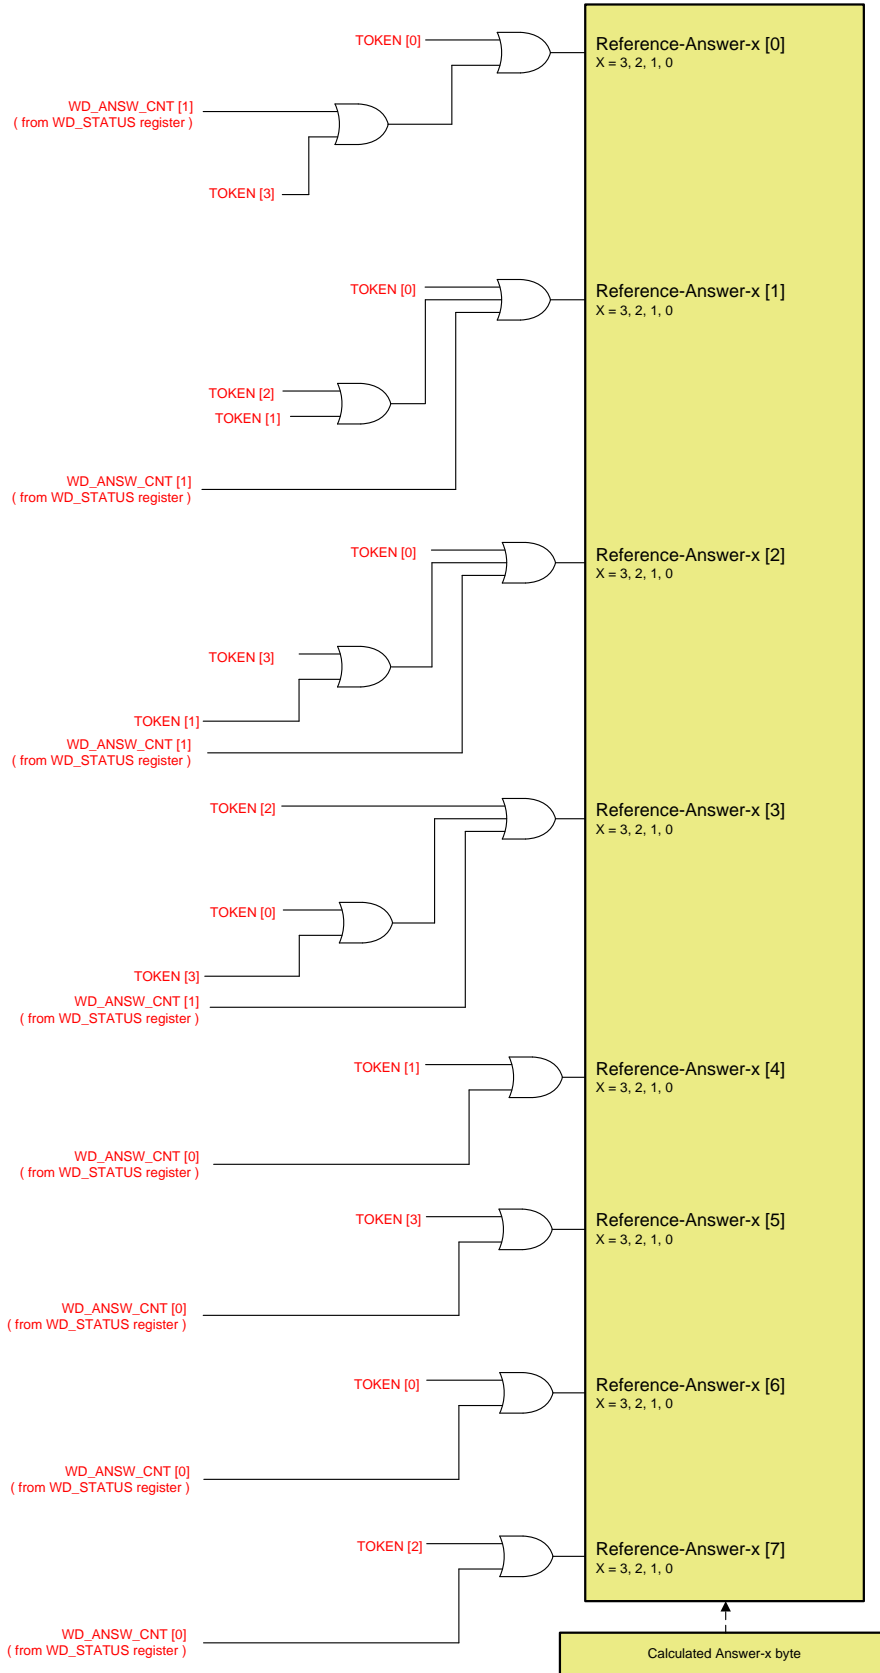 TOKEN [0]
Reference-Answer-x [0]
X = 3, 2, 1, 0
WD_ANSW_CNT [1]
( from WD_STATUS register )
TOKEN [3]
TOKEN [0]
Reference-Answer-x [1]
X = 3, 2, 1, 0
TOKEN [2]
TOKEN [1]
WD_ANSW_CNT [1]
( from WD_STATUS register )
TOKEN [0]
Reference-Answer-x [2]
X = 3, 2, 1, 0
TOKEN [3]
TOKEN [1]
WD_ANSW_CNT [1]
( from WD_STATUS register )
TOKEN [2]
Reference-Answer-x [3]
X = 3, 2, 1, 0
TOKEN [0]
TOKEN [3]
WD_ANSW_CNT [1]
( from WD_STATUS register )
TOKEN [1]
Reference-Answer-x [4]
X = 3, 2, 1, 0
WD_ANSW_CNT [0]
( from WD_STATUS register )
TOKEN [3]
Reference-Answer-x [5]
X = 3, 2, 1, 0
WD_ANSW_CNT [0]
( from WD_STATUS register )
TOKEN [0]
Reference-Answer-x [6]
X = 3, 2, 1, 0
WD_ANSW_CNT [0]
( from WD_STATUS register )
TOKEN [2]
Reference-Answer-x [7]
X = 3, 2, 1, 0
WD_ANSW_CNT [0]
( from WD_STATUS register )
Calculated Answer-x byte